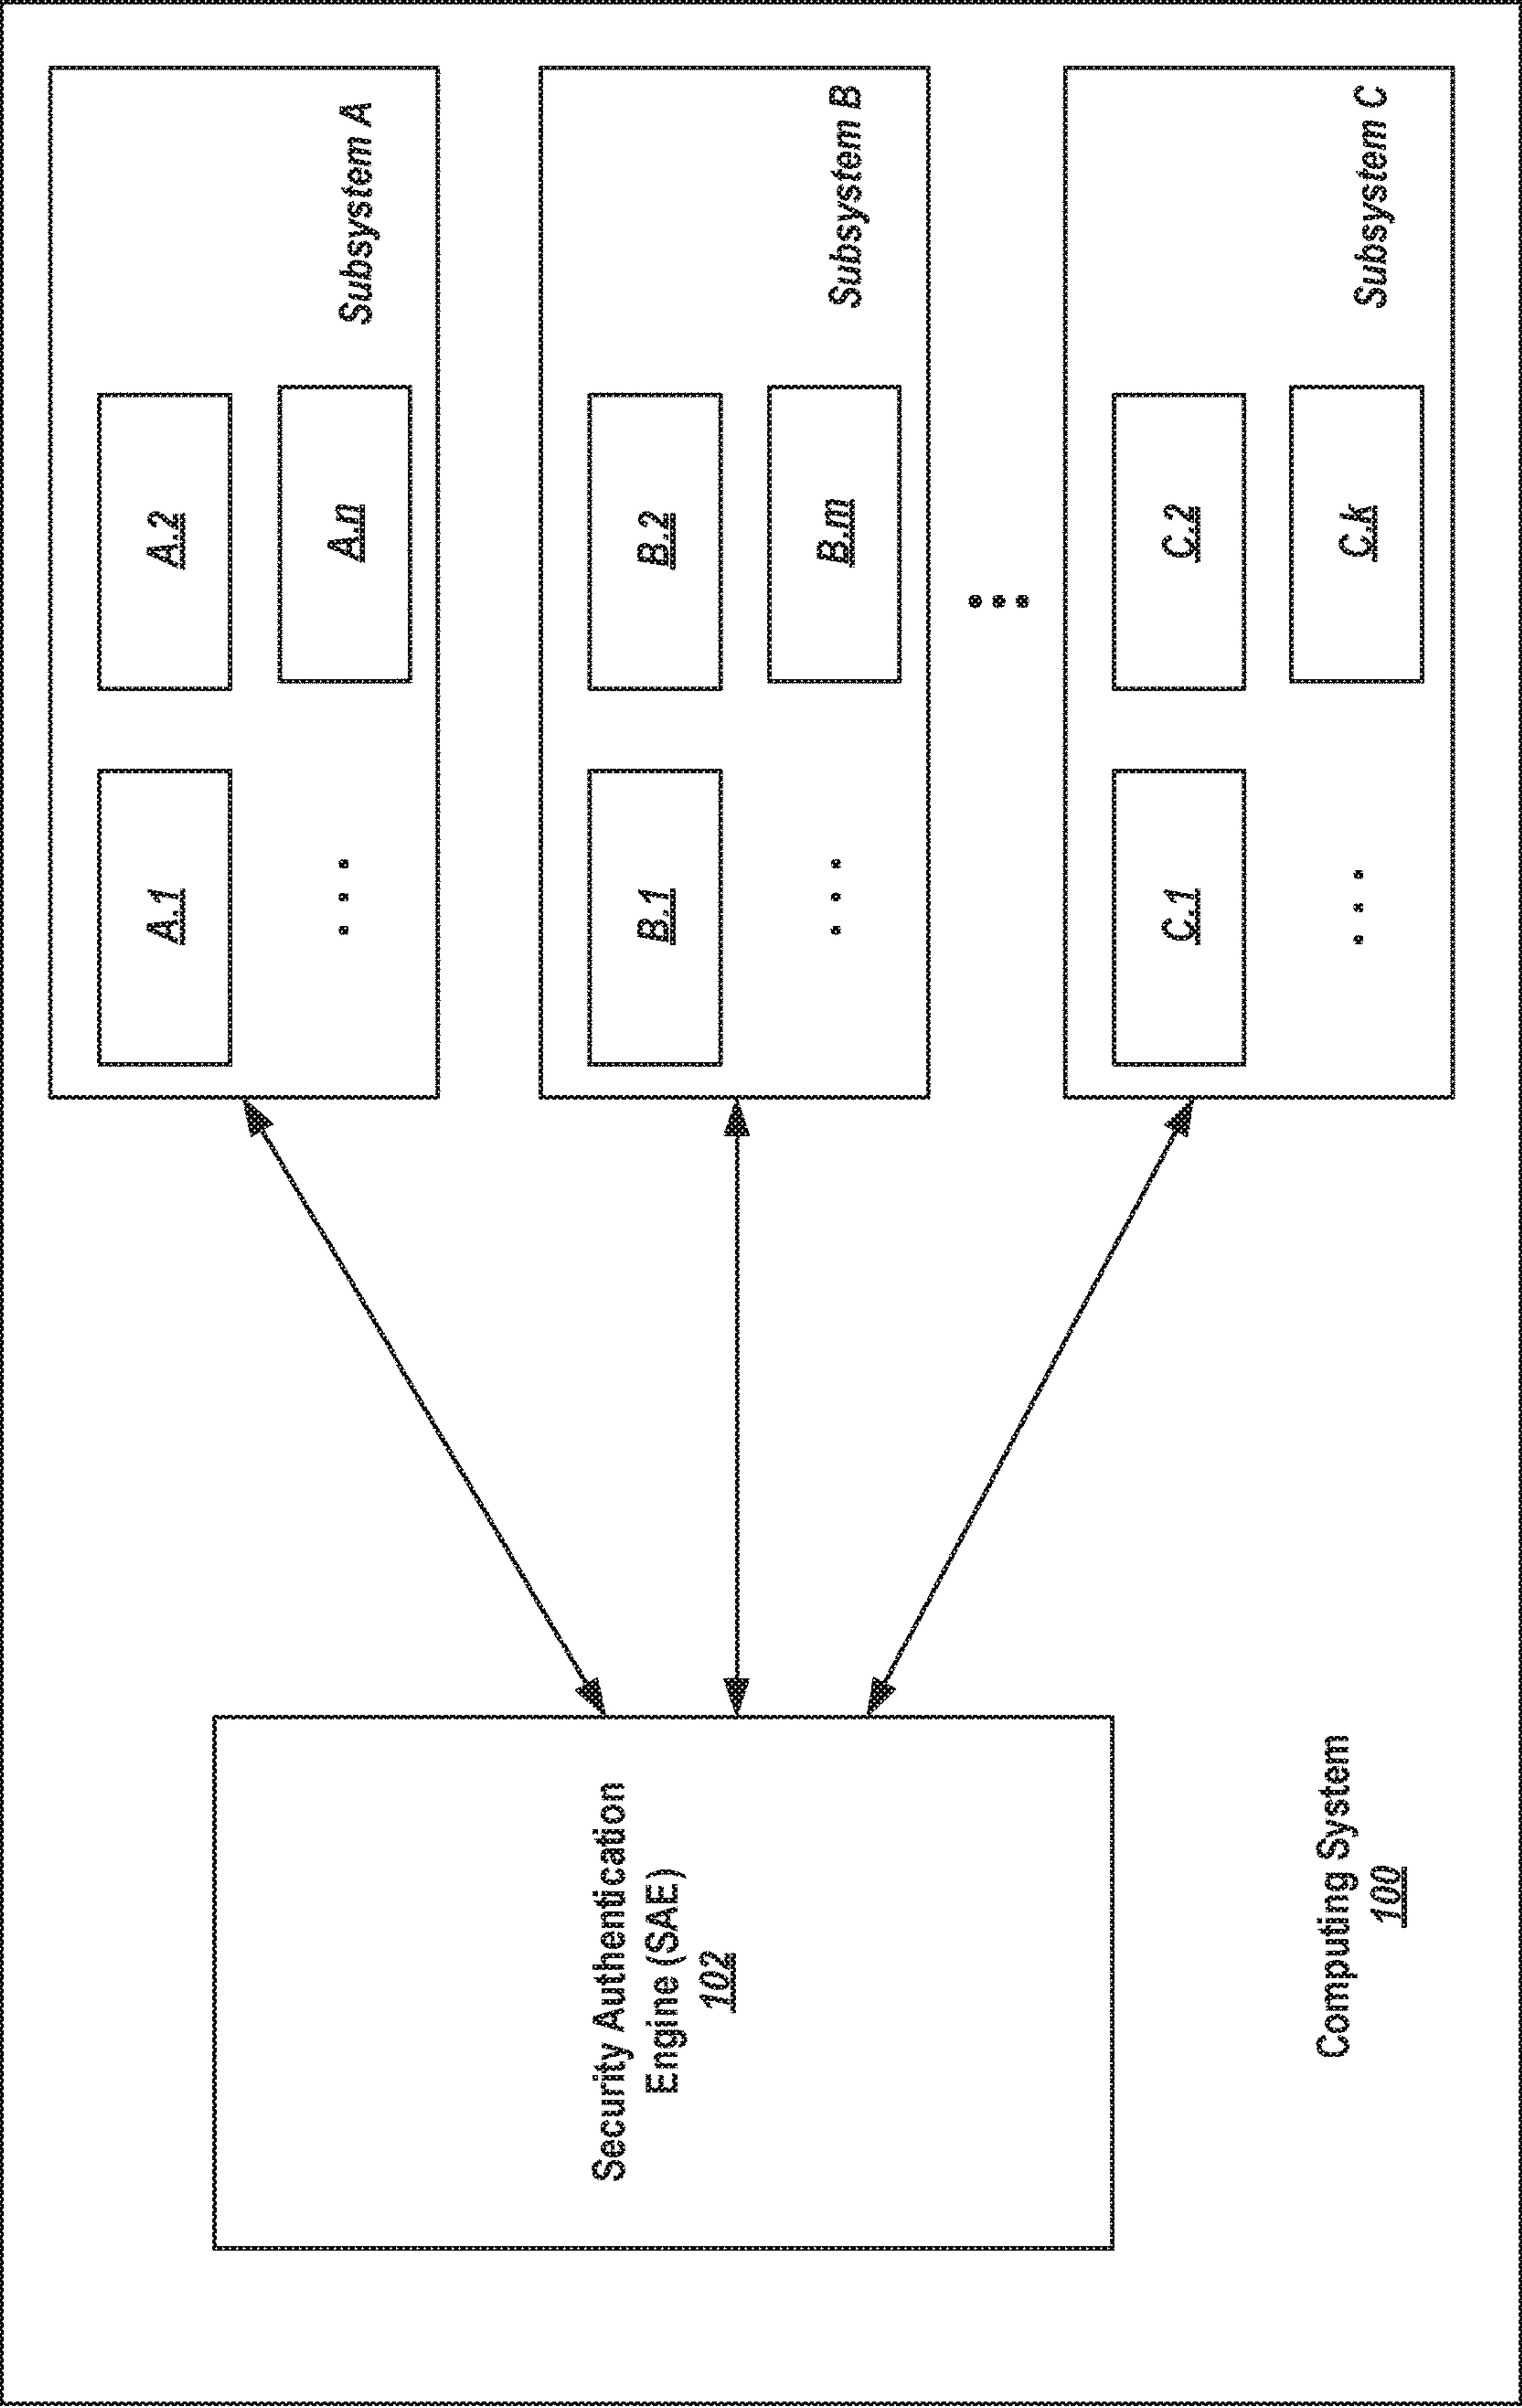 Security Authentication
Engine (SAE)
102
Computing System
100
A.1
A.2
A.n
Subsystem A
B.1
B.2
B.m
Subsystem B
C.1
C.2
C.k
Subsystem C